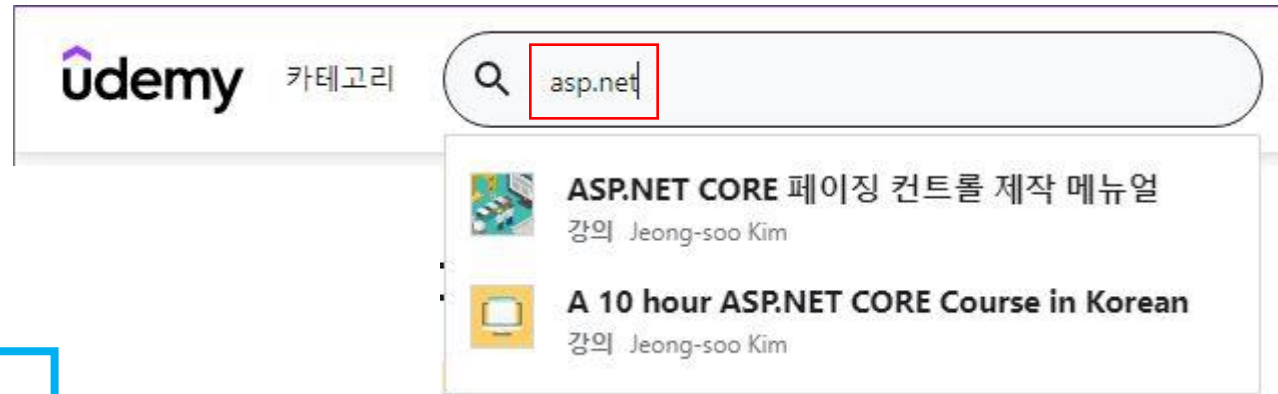 udemy 카테고리 asp.net
ASP.NET CORE 페이징 컨트롤 제작 메뉴얼
강의 Jeong-soo Kim
A 10 hour ASP.NET CORE Course in Korean
강의 Jeong-soo Kim